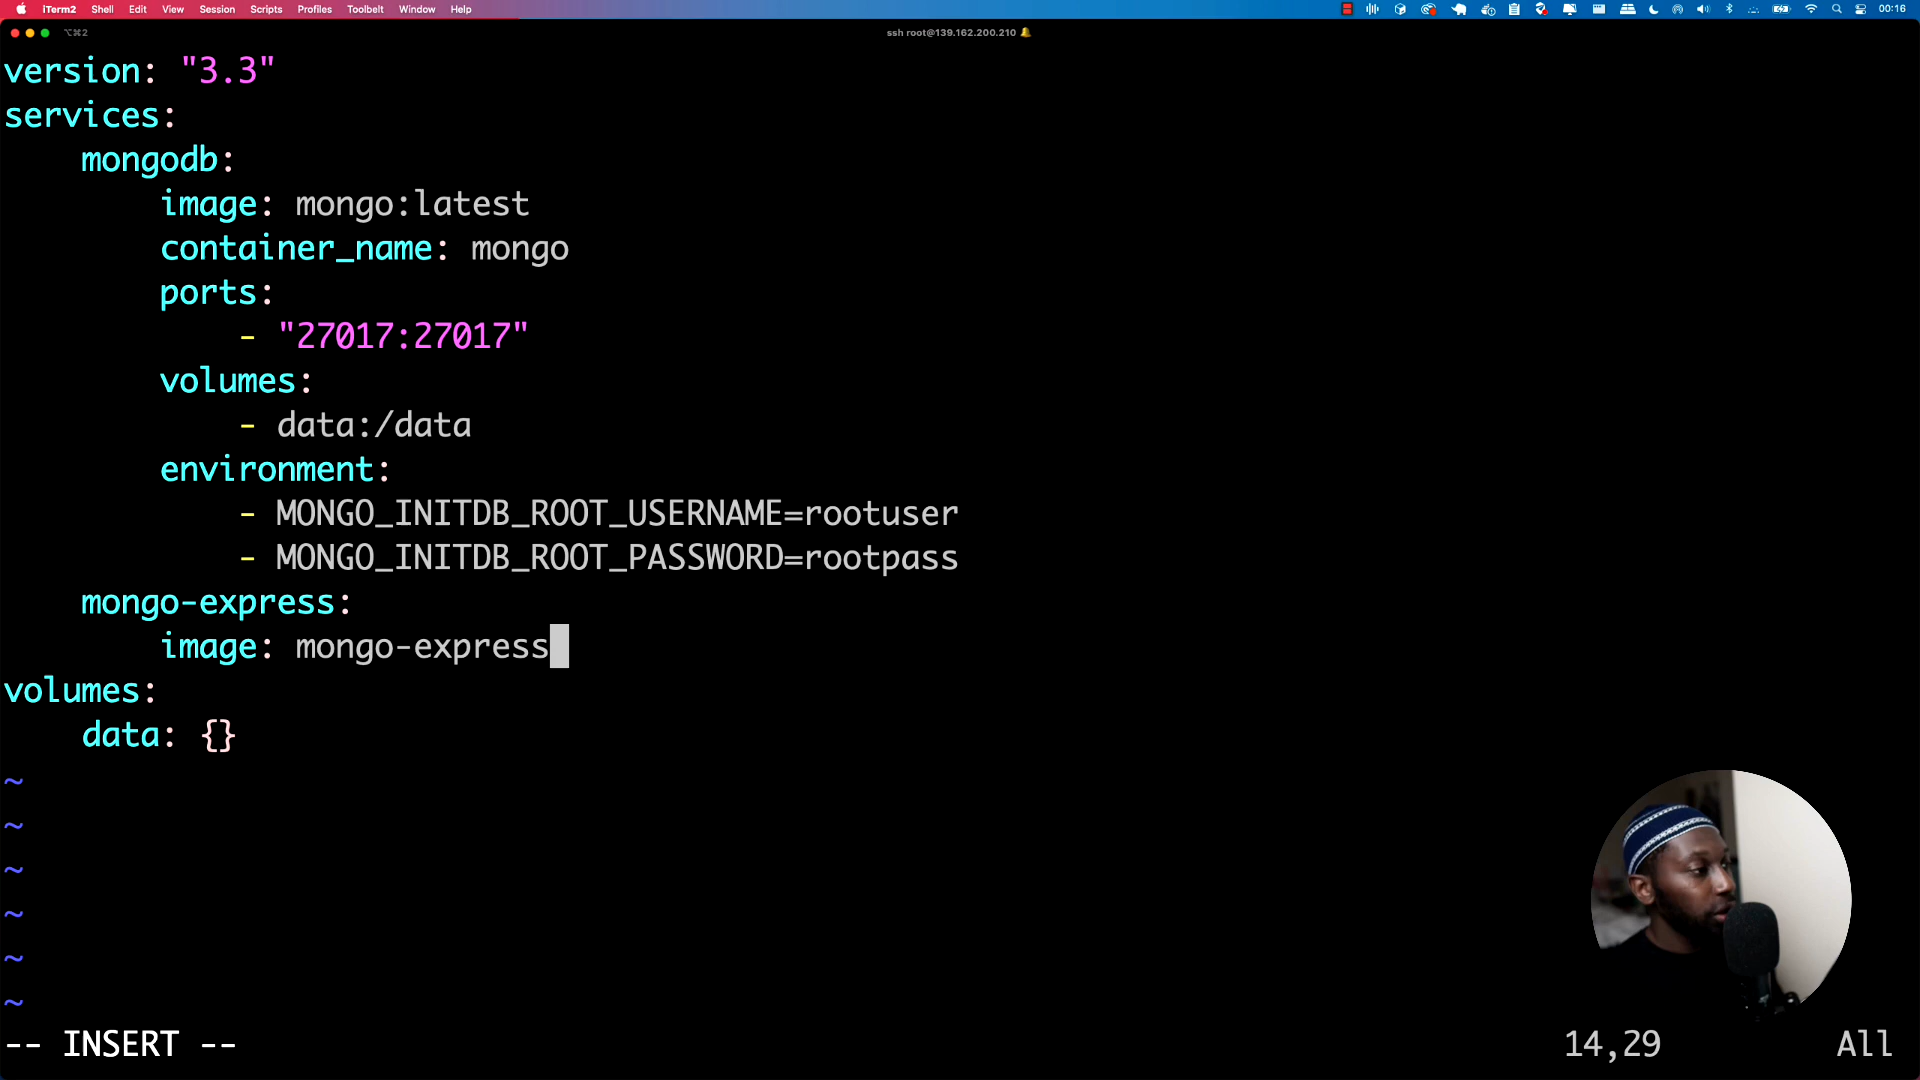 iTerm2 Shell Edit View Session Scripts Profiles Toolbelt Window Help 00:16
⌥⌘2 ssh root@139.162.200.210 🔔
version: "3.3"
services:
    mongodb:
        image: mongo:latest
        container_name: mongo
        ports:
            - "27017:27017"
        volumes:
            - data:/data
        environment:
            - MONGO_INITDB_ROOT_USERNAME=rootuser
            - MONGO_INITDB_ROOT_PASSWORD=rootpass
    mongo-express:
        image: mongo-express
volumes:
    data: {}
~
~
~
~
~
~
-- INSERT -- 14,29 All